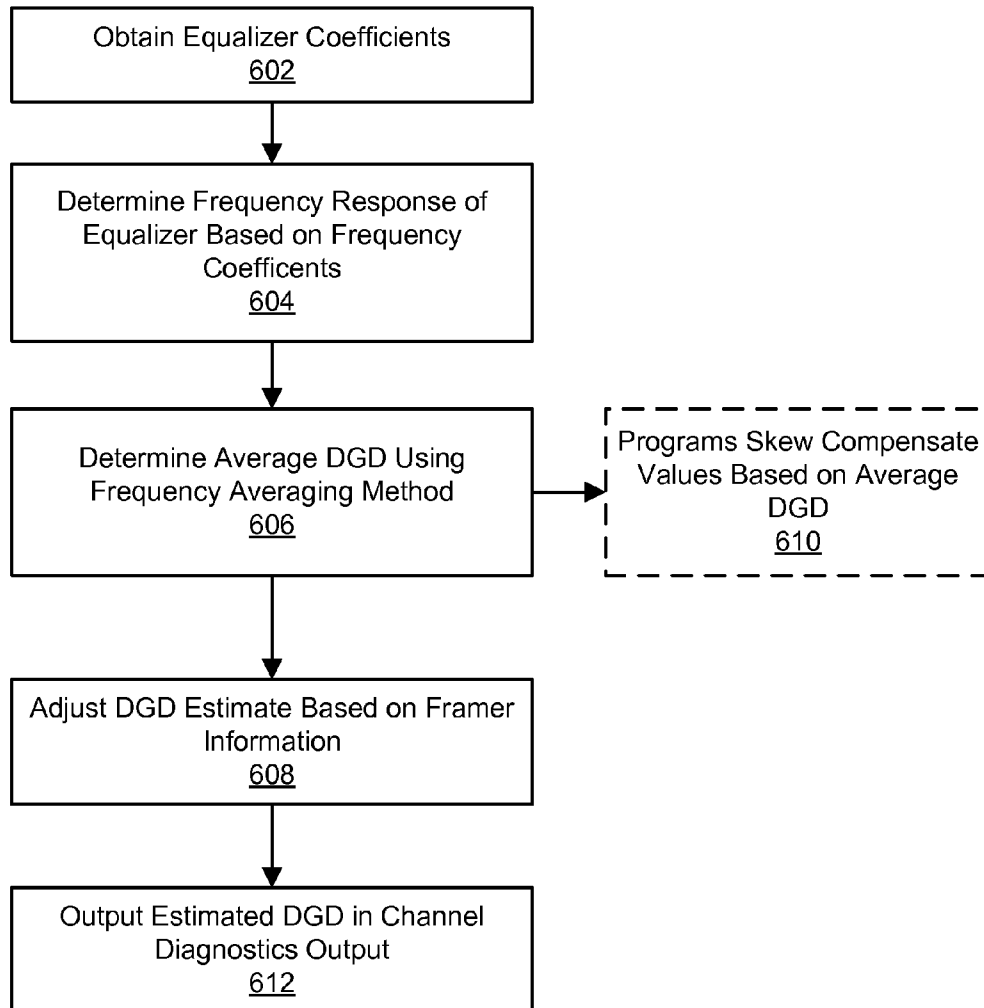 Obtain Equalizer Coefficients
602
Determine Frequency Response of
Equalizer Based on Frequency
Coefficents
604
Determine Average DGD Using
Frequency Averaging Method
606
Programs Skew Compensate
Values Based on Average
DGD
610
Adjust DGD Estimate Based on Framer
Information
608
Output Estimated DGD in Channel
Diagnostics Output
612